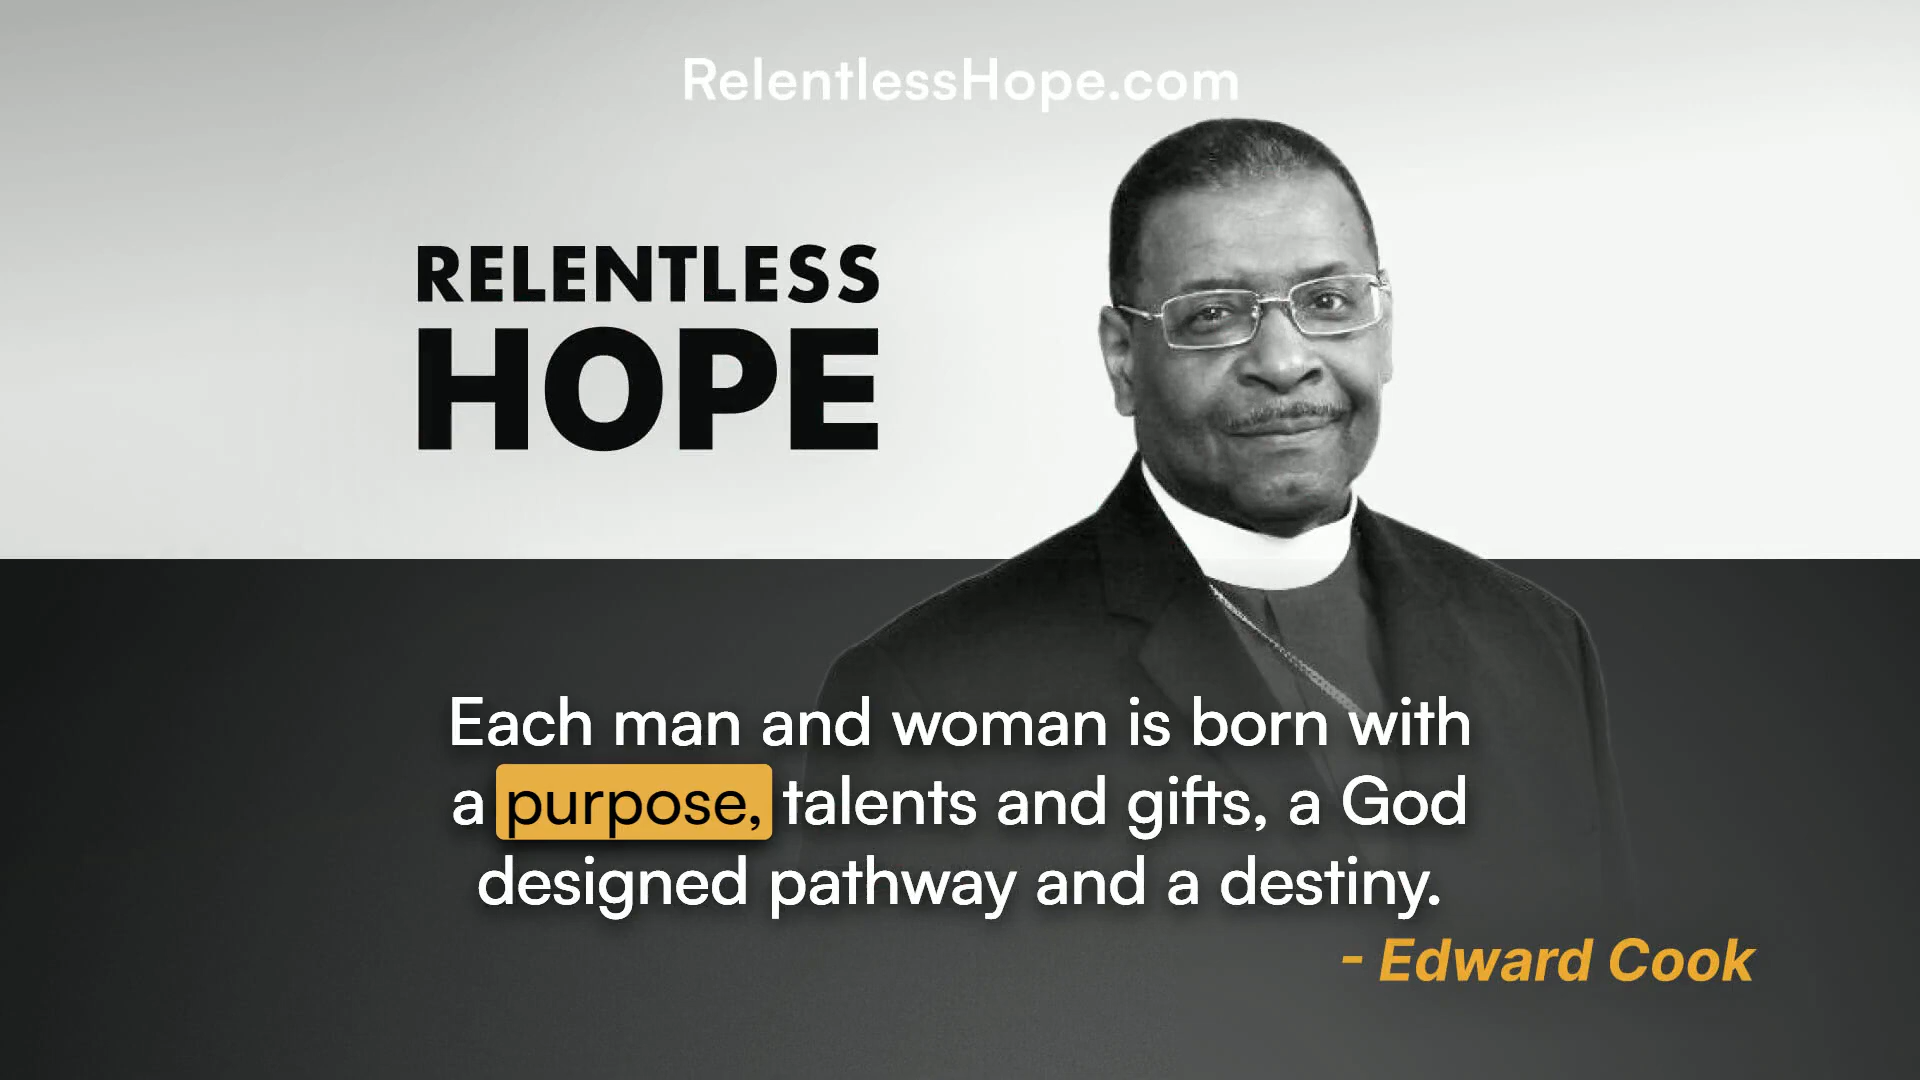 RelentlessHope.com
RELENTLESS
HOPE
Each man and woman is born with
a purpose, talents and gifts, a God
designed pathway and a destiny.
- Edward Cook